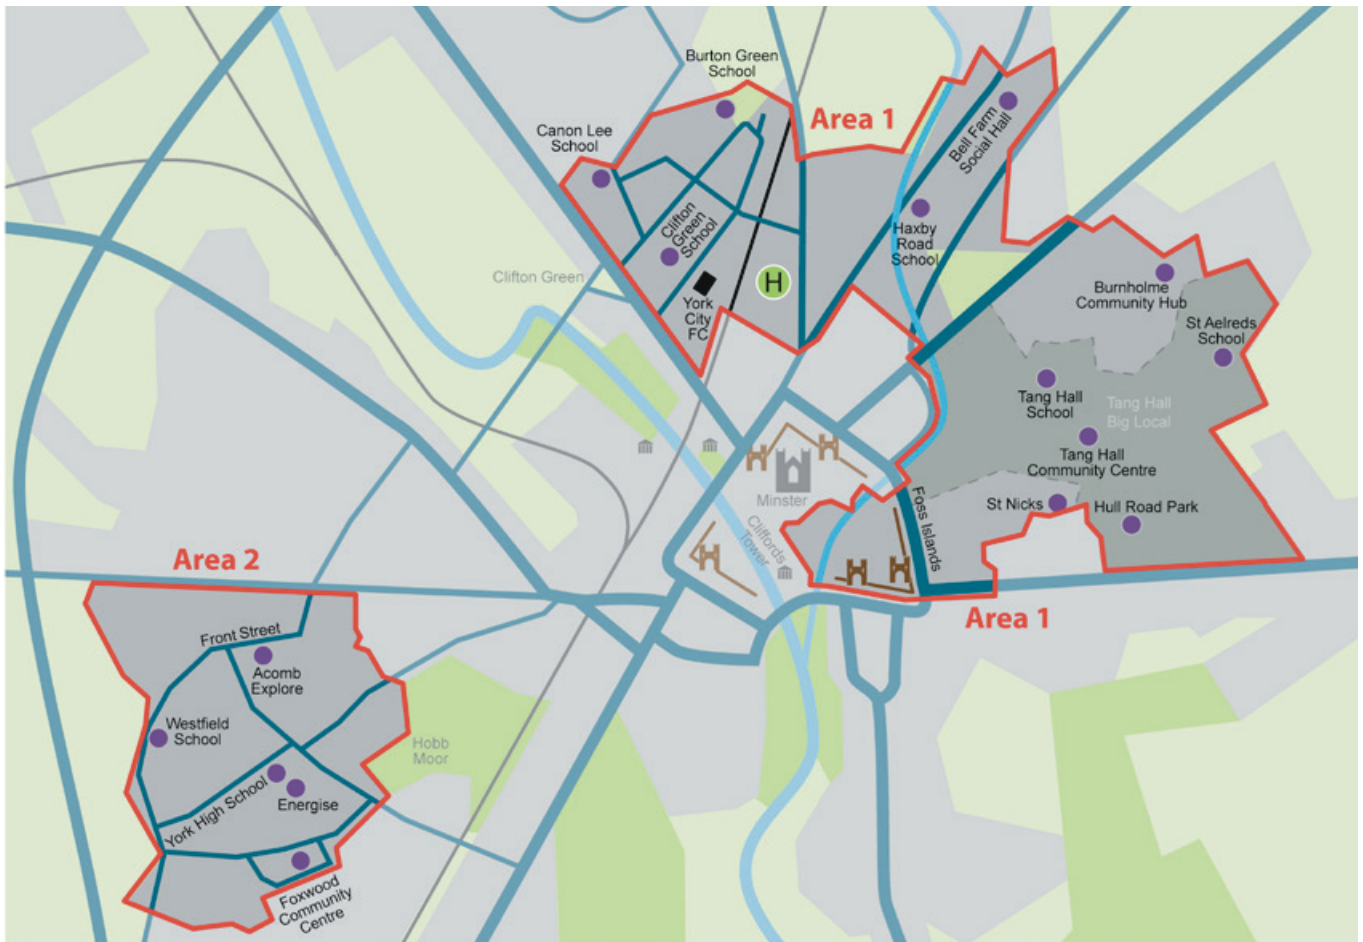 Burton Green
School
Area 1
Canon Lee
School
Bell Farm
Social Hall
Clifton
Green
School
Haxby
Road
School
Clifton Green
H
York
City
FC
Burnholme
Community Hub
St Aelreds
School
Tang Hall
School
Tang Hall
Big Local
Tang Hall
Community Centre
Minster
Foss Islands
St Nicks
Hull Road Park
Cliffords
Tower
Area 2
Area 1
Front Street
Acomb
Explore
Westfield
School
Hobb
Moor
York High School
Energise
Foxwood
Community
Centre